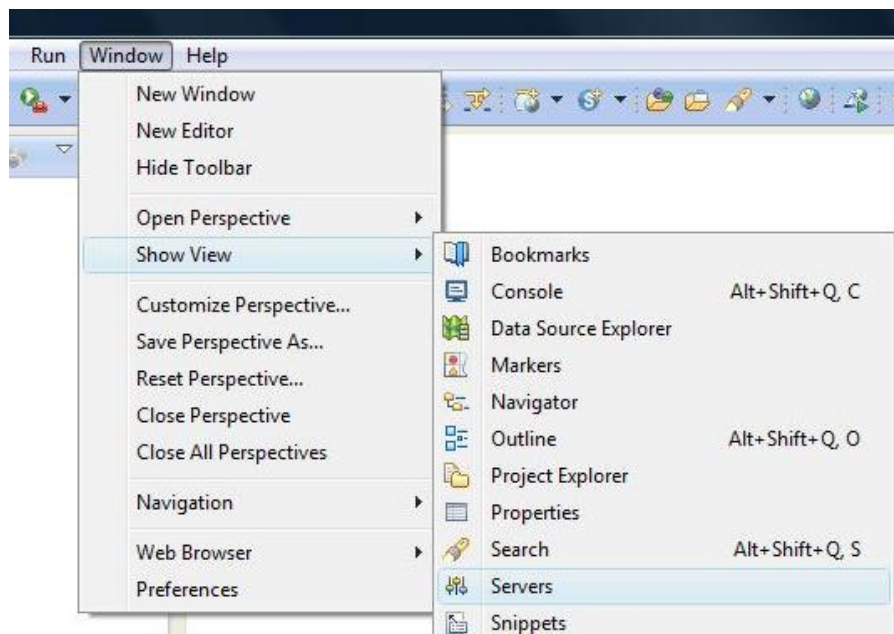 Run Window Help
New Window
New Editor
Hide Toolbar
Open Perspective
Show View
Customize Perspective...
Save Perspective As...
Reset Perspective...
Close Perspective
Close All Perspectives
Navigation
Web Browser
Preferences
Bookmarks
Console Alt+Shift+Q, C
Data Source Explorer
Markers
Navigator
Outline Alt+Shift+Q, O
Project Explorer
Properties
Search Alt+Shift+Q, S
Servers
Snippets